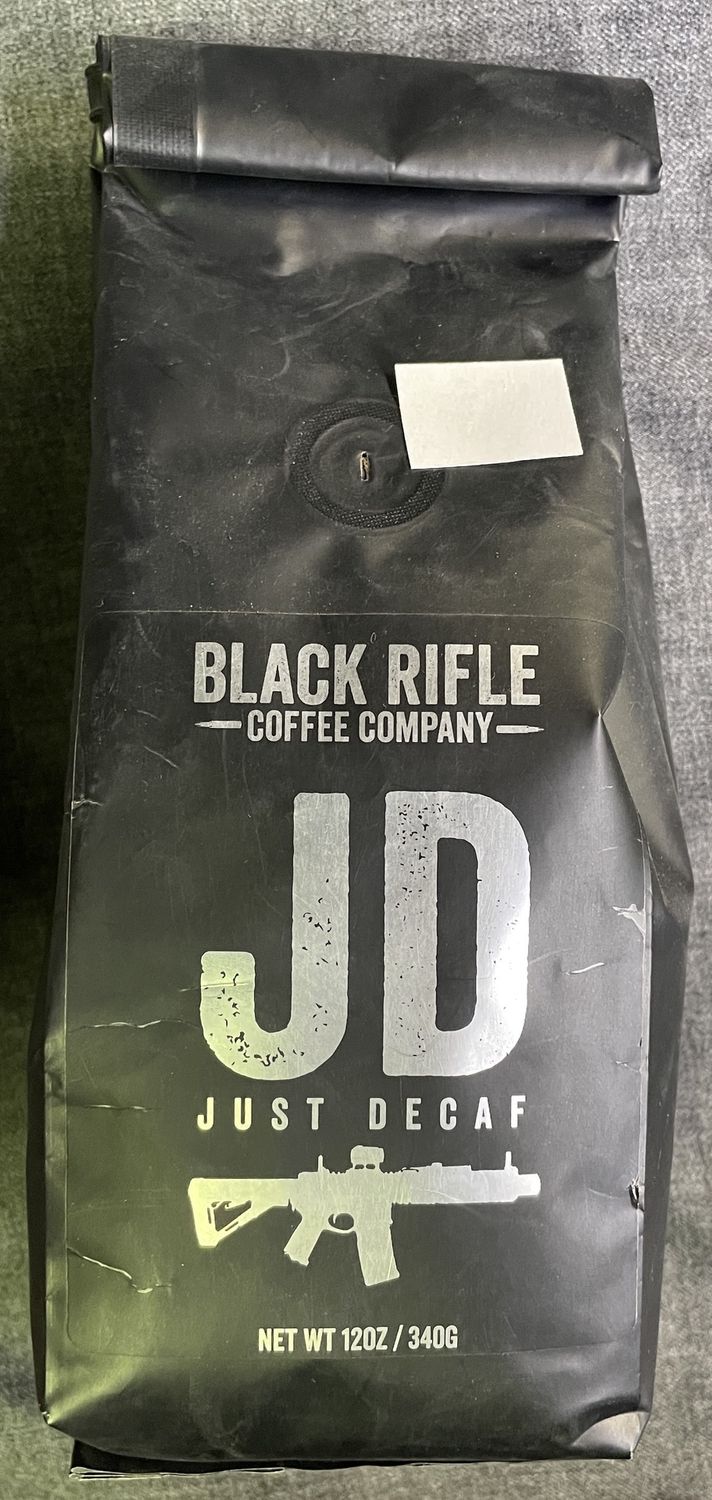 BLACK RIFLE
COFFEE COMPANY
JD
JUST DECAF
NET WT 12OZ / 340G